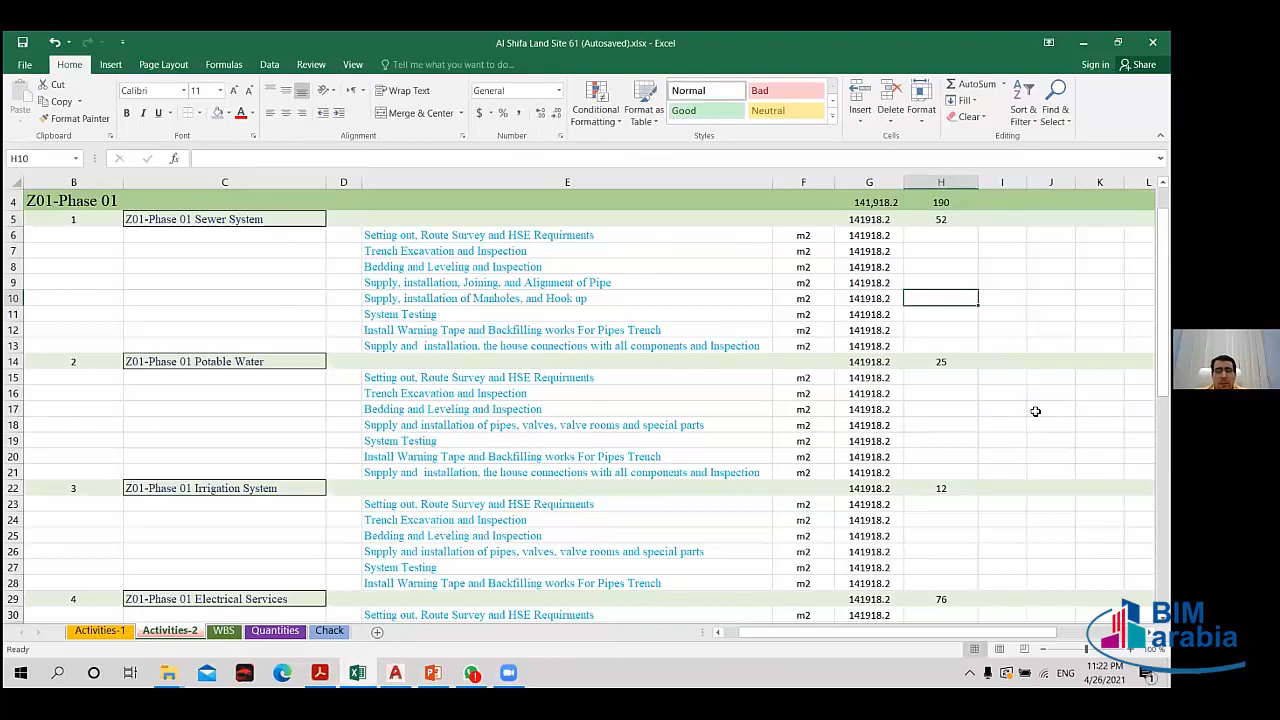 Al Shifa Land Site 61 (Autosaved).xlsx - Excel
File Home Insert Page Layout Formulas Data Review View Tell me what you want to do... Sign in Share
Cut Calibri 11 Wrap Text General Normal Bad AutoSum
Paste Copy Conditional Format as Insert Delete Format Fill Sort & Find &
Format Painter B I U Merge & Center $ % , Formatting Table Good Neutral Clear Filter Select
Clipboard Font Alignment Number Styles Cells Editing
H10 fx
B C D E F G H I J K L
4 Z01-Phase 01 141,918.2 190
5 1 Z01-Phase 01 Sewer System 141918.2 52
6 Setting out, Route Survey and HSE Requirments m2 141918.2
7 Trench Excavation and Inspection m2 141918.2
8 Bedding and Leveling and Inspection m2 141918.2
9 Supply, installation, Joining, and Alignment of Pipe m2 141918.2
10 Supply, installation of Manholes, and Hook up m2 141918.2
11 System Testing m2 141918.2
12 Install Warning Tape and Backfilling works For Pipes Trench m2 141918.2
13 Supply and installation, the house connections with all components and Inspection m2 141918.2
14 2 Z01-Phase 01 Potable Water 141918.2 25
15 Setting out, Route Survey and HSE Requirments m2 141918.2
16 Trench Excavation and Inspection m2 141918.2
17 Bedding and Leveling and Inspection m2 141918.2
18 Supply and installation of pipes, valves, valve rooms and special parts m2 141918.2
19 System Testing m2 141918.2
20 Install Warning Tape and Backfilling works For Pipes Trench m2 141918.2
21 Supply and installation, the house connections with all components and Inspection m2 141918.2
22 3 Z01-Phase 01 Irrigation System 141918.2 12
23 Setting out, Route Survey and HSE Requirments m2 141918.2
24 Trench Excavation and Inspection m2 141918.2
25 Bedding and Leveling and Inspection m2 141918.2
26 Supply and installation of pipes, valves, valve rooms and special parts m2 141918.2
27 System Testing m2 141918.2
28 Install Warning Tape and Backfilling works For Pipes Trench m2 141918.2
29 4 Z01-Phase 01 Electrical Services 141918.2 76
30 Setting out, Route Survey and HSE Requirments m2 141918.2
Activities-1 Activities-2 WBS Quantities Chack
Ready 100 %
BIM
arabia
ENG 11:22 PM
4/26/2021